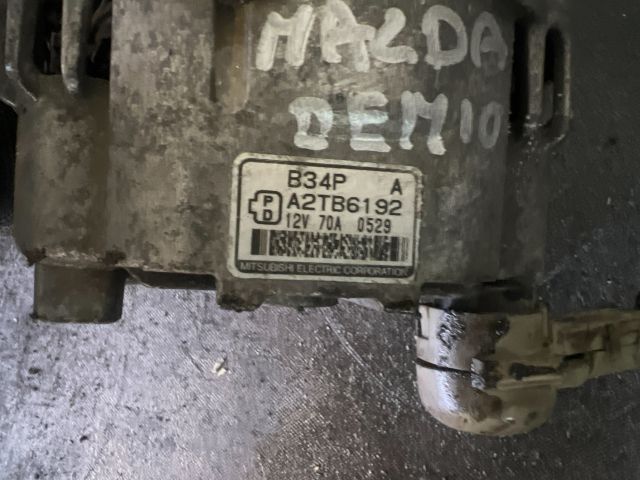 MAZDA
DEMIO
B34P A
P
D
A2TB6192
12V 70A 0529
MITSUBISHI ELECTRIC CORPORATION